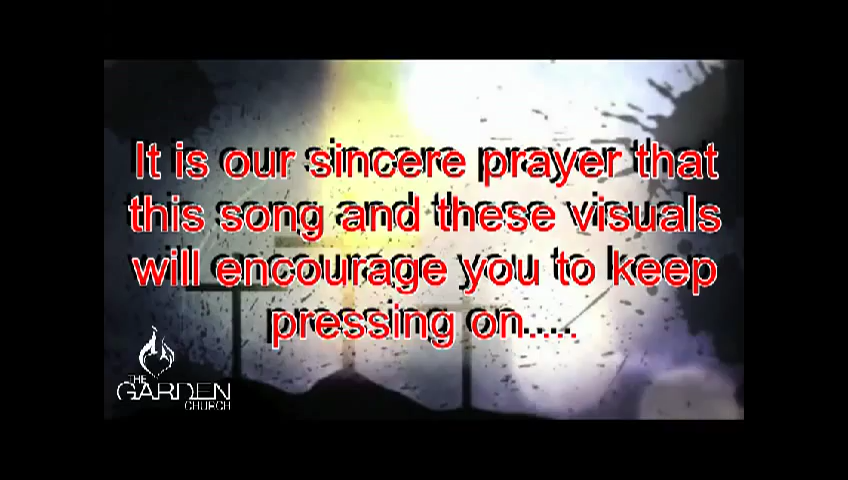 It is our sincere prayer that
this song and these visuals
will encourage you to keep
pressing on....
THE
GARDEN
CHURCH